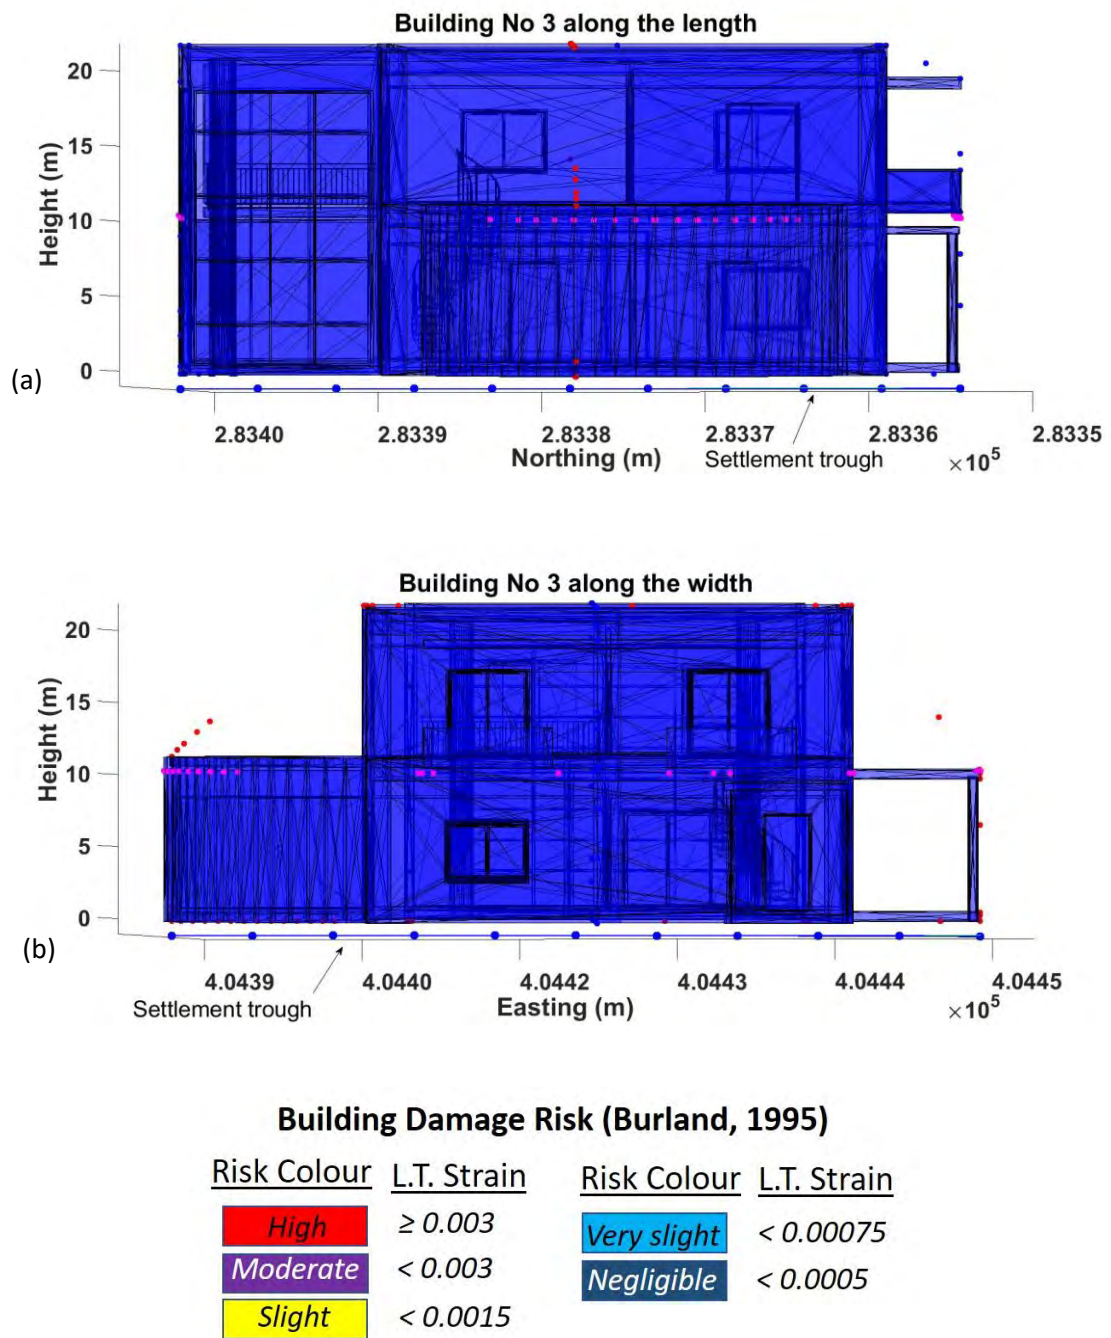 Building No 3 along the length
Height (m)
20
15
10
5
0
(a)
2.8340 2.8339 2.8338 2.8337 2.8336 2.8335
Northing (m) Settlement trough ×10⁵
Building No 3 along the width
Height (m)
20
15
10
5
0
(b)
4.0439 4.0440 4.0442 4.0443 4.0444 4.0445
Settlement trough Easting (m) ×10⁵
Building Damage Risk (Burland, 1995)
Risk Colour L.T. Strain Risk Colour L.T. Strain
High ≥ 0.003 Very slight < 0.00075
Moderate < 0.003 Negligible < 0.0005
Slight < 0.0015